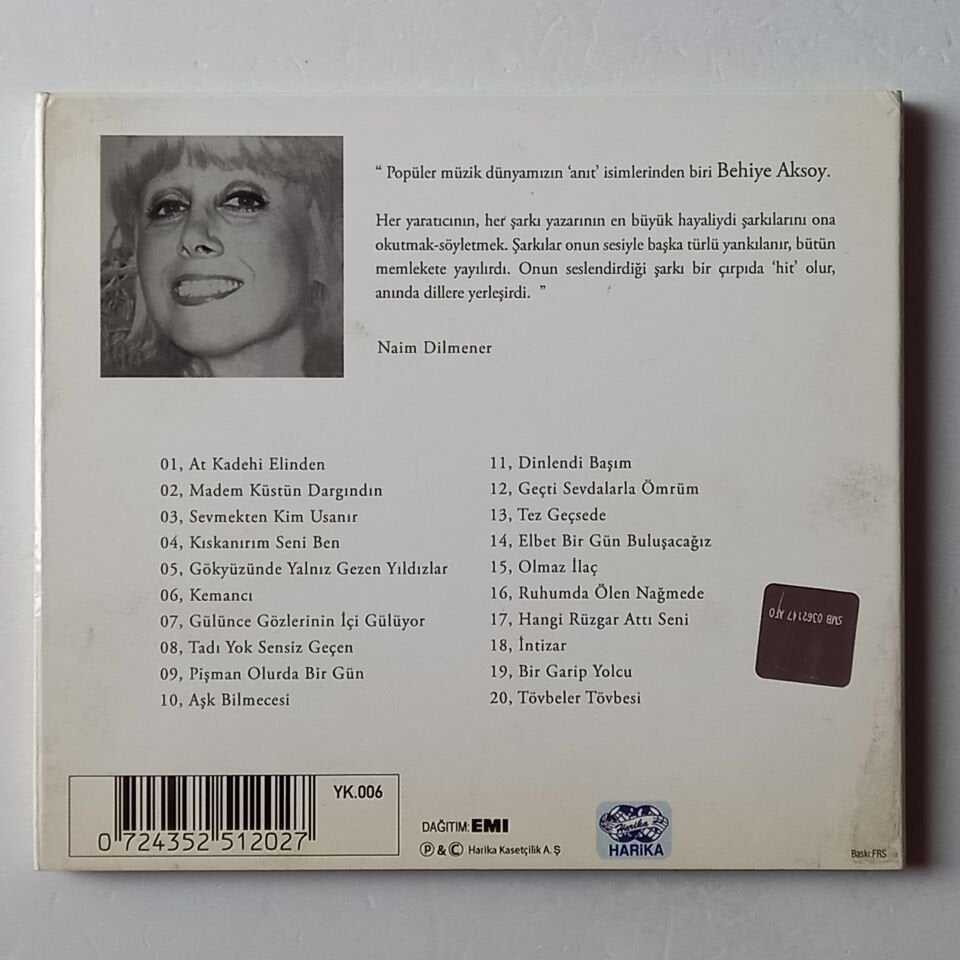 “ Popüler müzik dünyamızın ‘anıt’ isimlerinden biri Behiye Aksoy.
Her yaratıcının, her şarkı yazarının en büyük hayaliydi şarkılarını ona
okutmak-söyletmek. Şarkılar onun sesiyle başka türlü yankılanır, bütün
memlekete yayılırdı. Onun seslendirdiği şarkı bir çırpıda ‘hit’ olur,
anında dillere yerleşirdi. ”
Naim Dilmener
01, At Kadehi Elinden
02, Madem Küstün Dargındın
03, Sevmekten Kim Usanır
04, Kıskanırım Seni Ben
05, Gökyüzünde Yalnız Gezen Yıldızlar
06, Kemancı
07, Gülünce Gözlerinin İçi Gülüyor
08, Tadı Yok Sensiz Geçen
09, Pişman Olurda Bir Gün
10, Aşk Bilmecesi
11, Dinlendi Başım
12, Geçti Sevdalarla Ömrüm
13, Tez Geçsede
14, Elbet Bir Gün Buluşacağız
15, Olmaz İlaç
16, Ruhumda Ölen Nağmede
17, Hangi Rüzgar Attı Seni
18, İntizar
19, Bir Garip Yolcu
20, Tövbeler Tövbesi
SMB 0362147 AFO
YK.006
0 724352 512027
DAĞITIM: EMI
Ⓟ & © Harika Kasetçilik A. Ş
Harika
HARiKA
Baskı:FRS